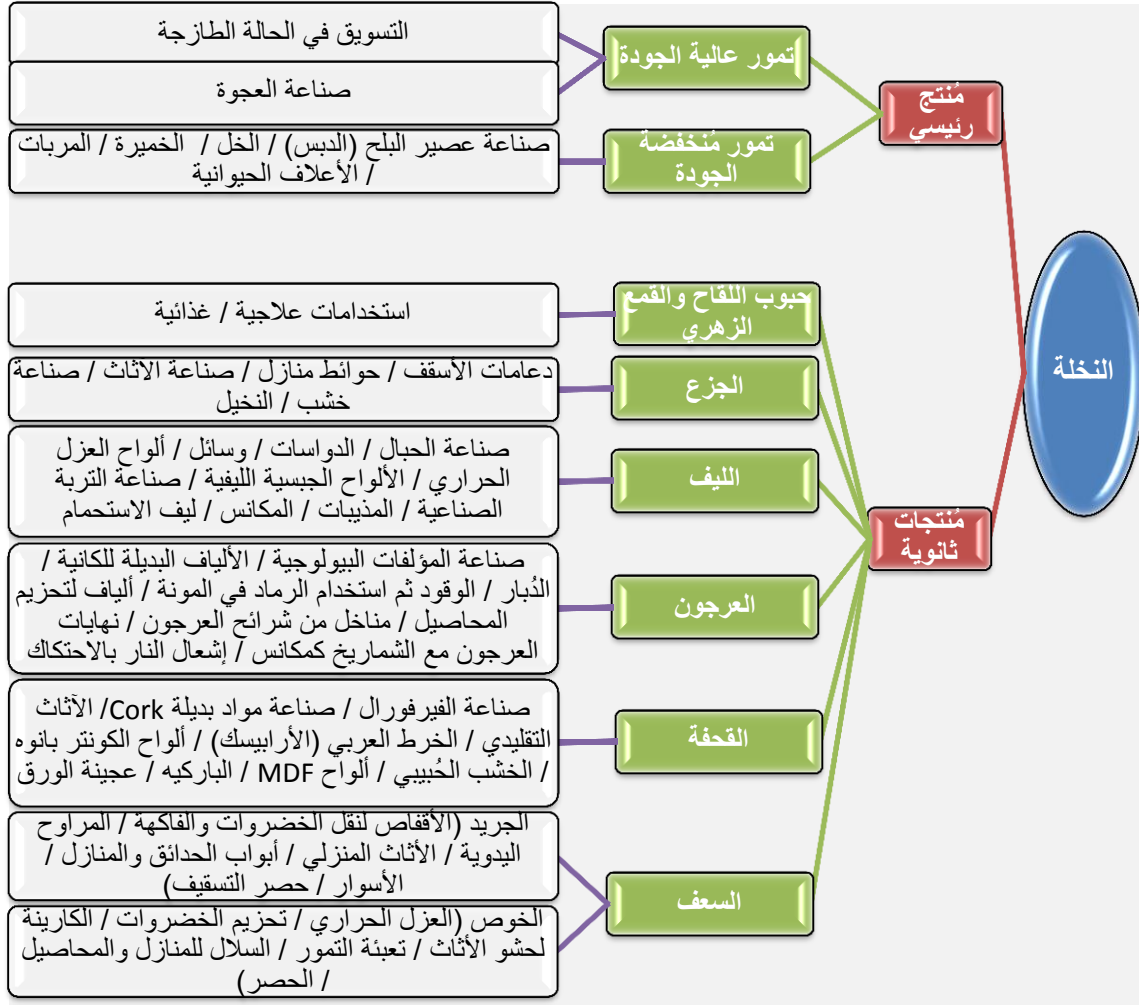 النخلة
مُنتج
رئيسي
تمور عالية الجودة
التسويق في الحالة الطازجة
صناعة العجوة
تمور مُنخفضة
الجودة
صناعة عصير البلح (الدبس) / الخل / الخميرة / المربات
/ الأعلاف الحيوانية
مُنتجات
ثانوية
حبوب اللقاح والقمع
الزهري
استخدامات علاجية / غذائية
الجزع
دعامات الأسقف / حوائط منازل / صناعة الاثاث / صناعة
خشب / النخيل
الليف
صناعة الحبال / الدواسات / وسائل / ألواح العزل
الحراري / الألواح الجبسية الليفية / صناعة التربة
الصناعية / المذيبات / المكانس / ليف الاستحمام
العرجون
صناعة المؤلفات البيولوجية / الألياف البديلة للكانية /
الدُبار / الوقود ثم استخدام الرماد في المونة / ألياف لتحزيم
المحاصيل / مناخل من شرائح العرجون / نهايات
العرجون مع الشماريخ كمكانس / إشعال النار بالاحتكاك
القحفة
صناعة الفيرفورال / صناعة مواد بديلة Cork/ الآثاث
التقليدي / الخرط العربي (الأرابيسك) / ألواح الكونتر بانوه
/ الخشب الحُبيبي / ألواح MDF / الباركيه / عجينة الورق
السعف
الجريد (الأقفاص لنقل الخضروات والفاكهة / المراوح
اليدوية / الأثاث المنزلي / أبواب الحدائق والمنازل /
الأسوار / حصر التسقيف)
الخوص (العزل الحراري / تحزيم الخضروات / الكارينة
لحشو الأثاث / تعبئة التمور / السلال للمنازل والمحاصيل
/ الحصر)